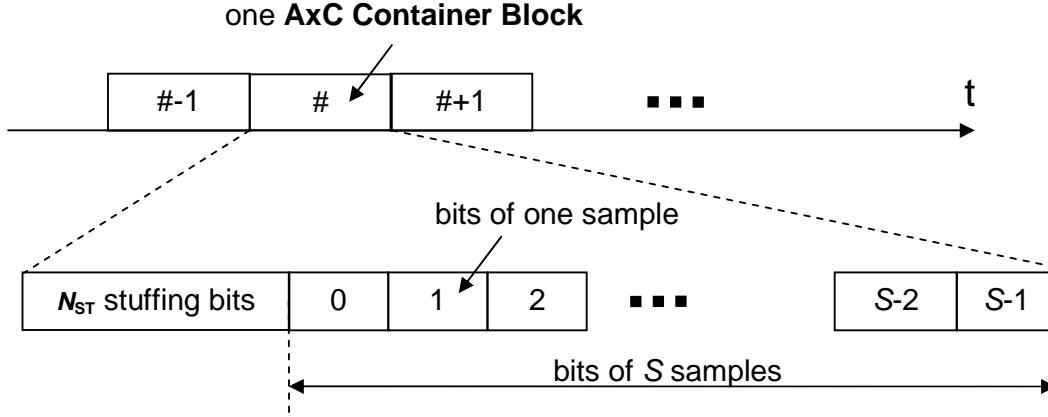 one AxC Container Block
#-1 # #+1 ... t
bits of one sample
N_ST stuffing bits 0 1 2 ... S-2 S-1
bits of S samples